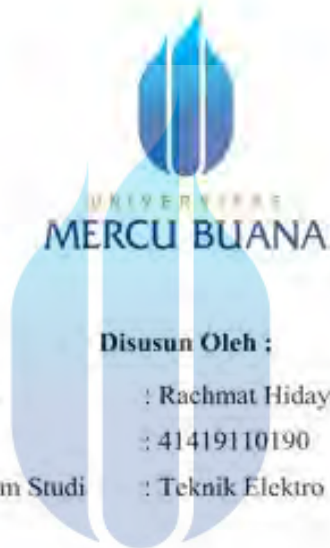 UNIVERSITAS
MERCU BUANA
Disusun Oleh :
: Rachmat Hiday
: 41419110190
m Studi : Teknik Elektro